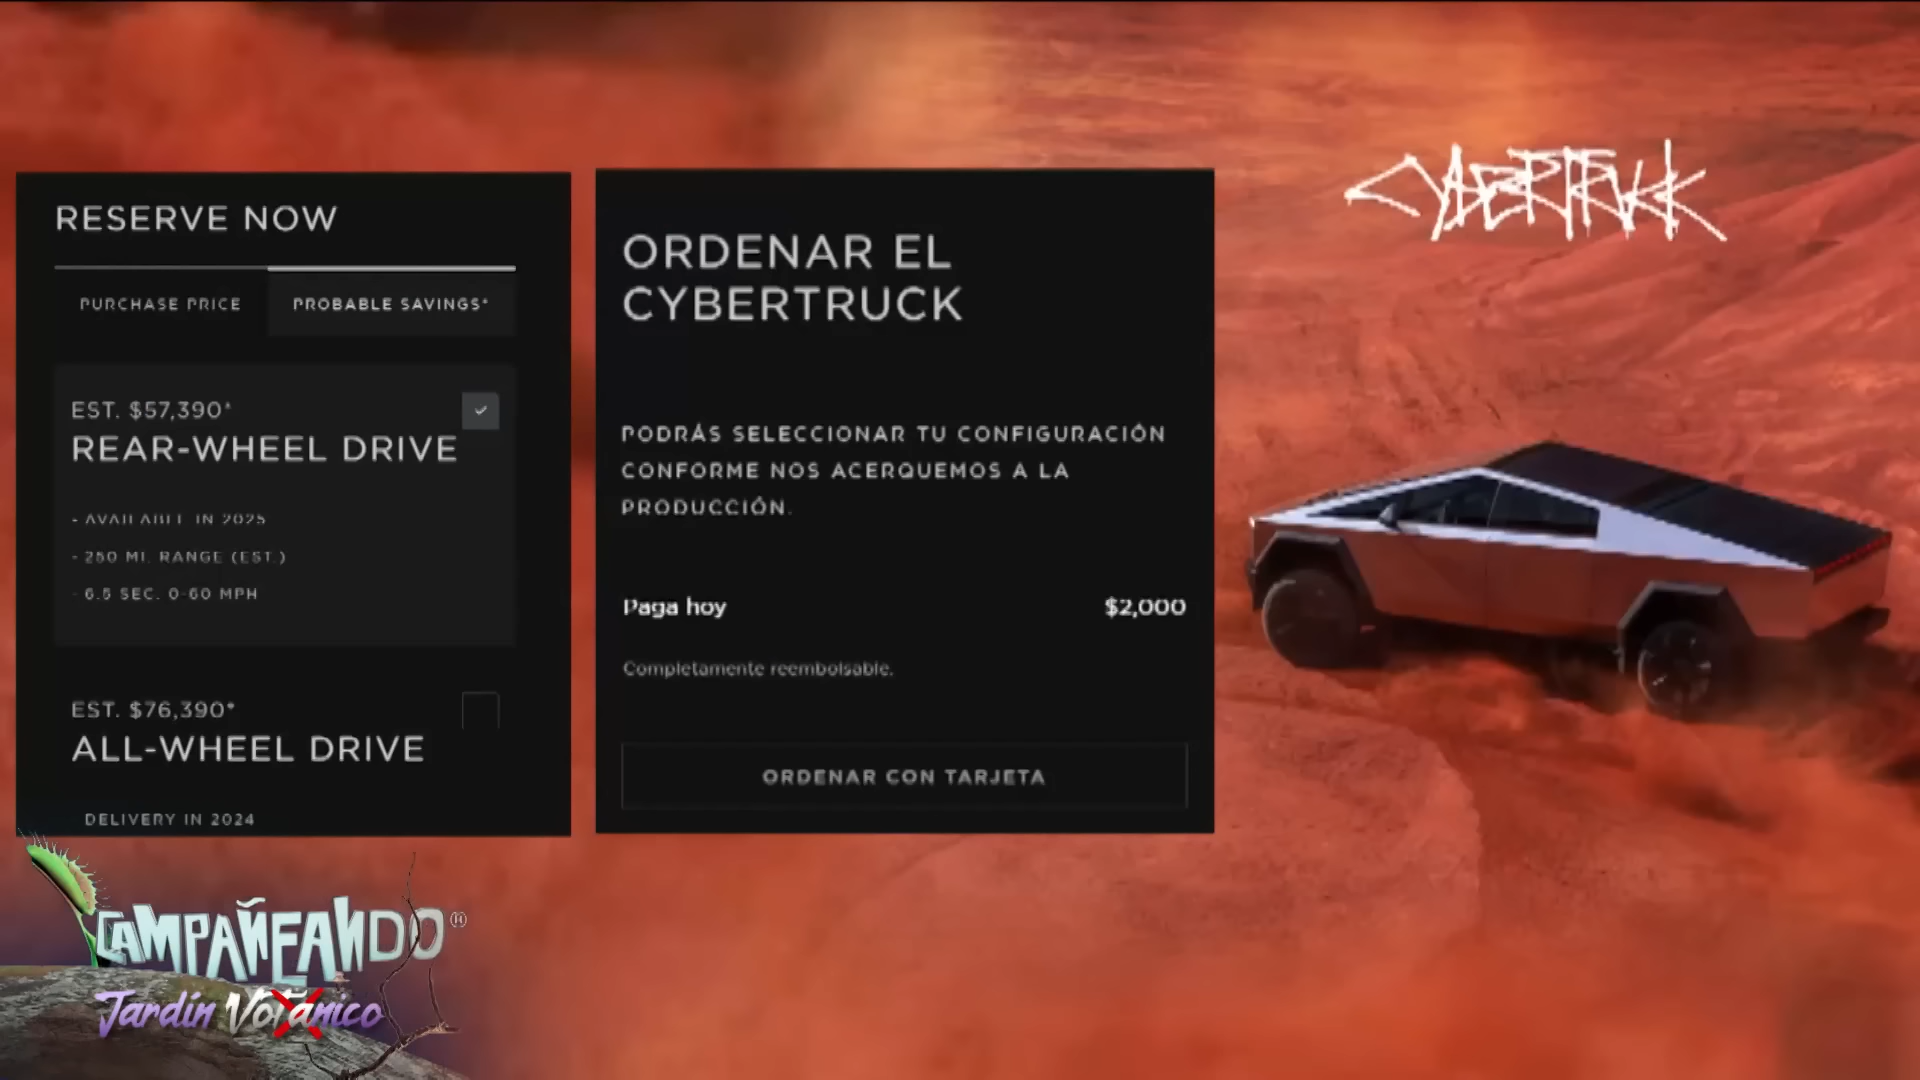 RESERVE NOW
PURCHASE PRICE
PROBABLE SAVINGS*
EST. $57,390*
REAR-WHEEL DRIVE
- AVAILABLE IN 2025
- 250 MI. RANGE (EST.)
- 6.5 SEC. 0-60 MPH
EST. $76,390*
ALL-WHEEL DRIVE
DELIVERY IN 2024
ORDENAR EL
CYBERTRUCK
PODRÁS SELECCIONAR TU CONFIGURACIÓN
CONFORME NOS ACERQUEMOS A LA
PRODUCCIÓN.
Paga hoy
$2,000
Completamente reembolsable.
ORDENAR CON TARJETA
CYBERTRUCK
CAMPAÑEANDO®
Jardín Votánico